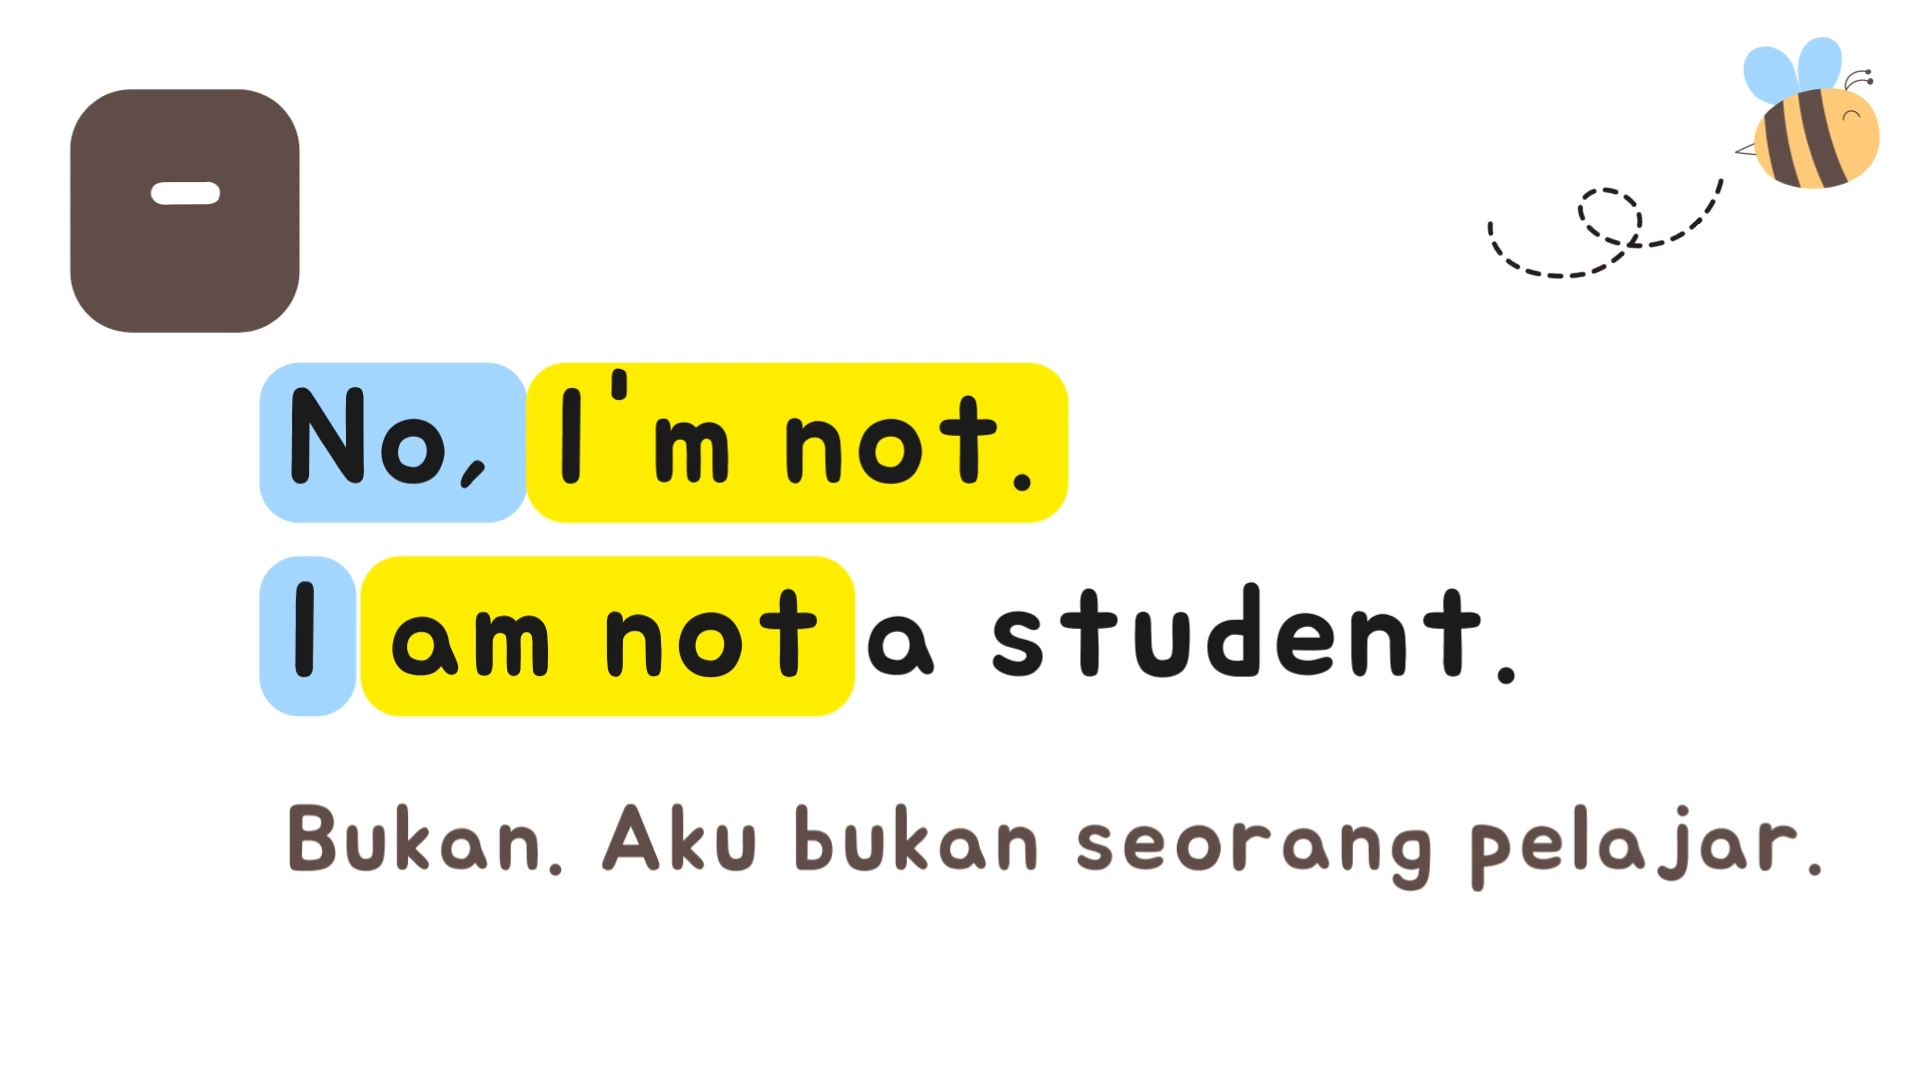 -
No, I'm not.
I am not a student.
Bukan. Aku bukan seorang pelajar.